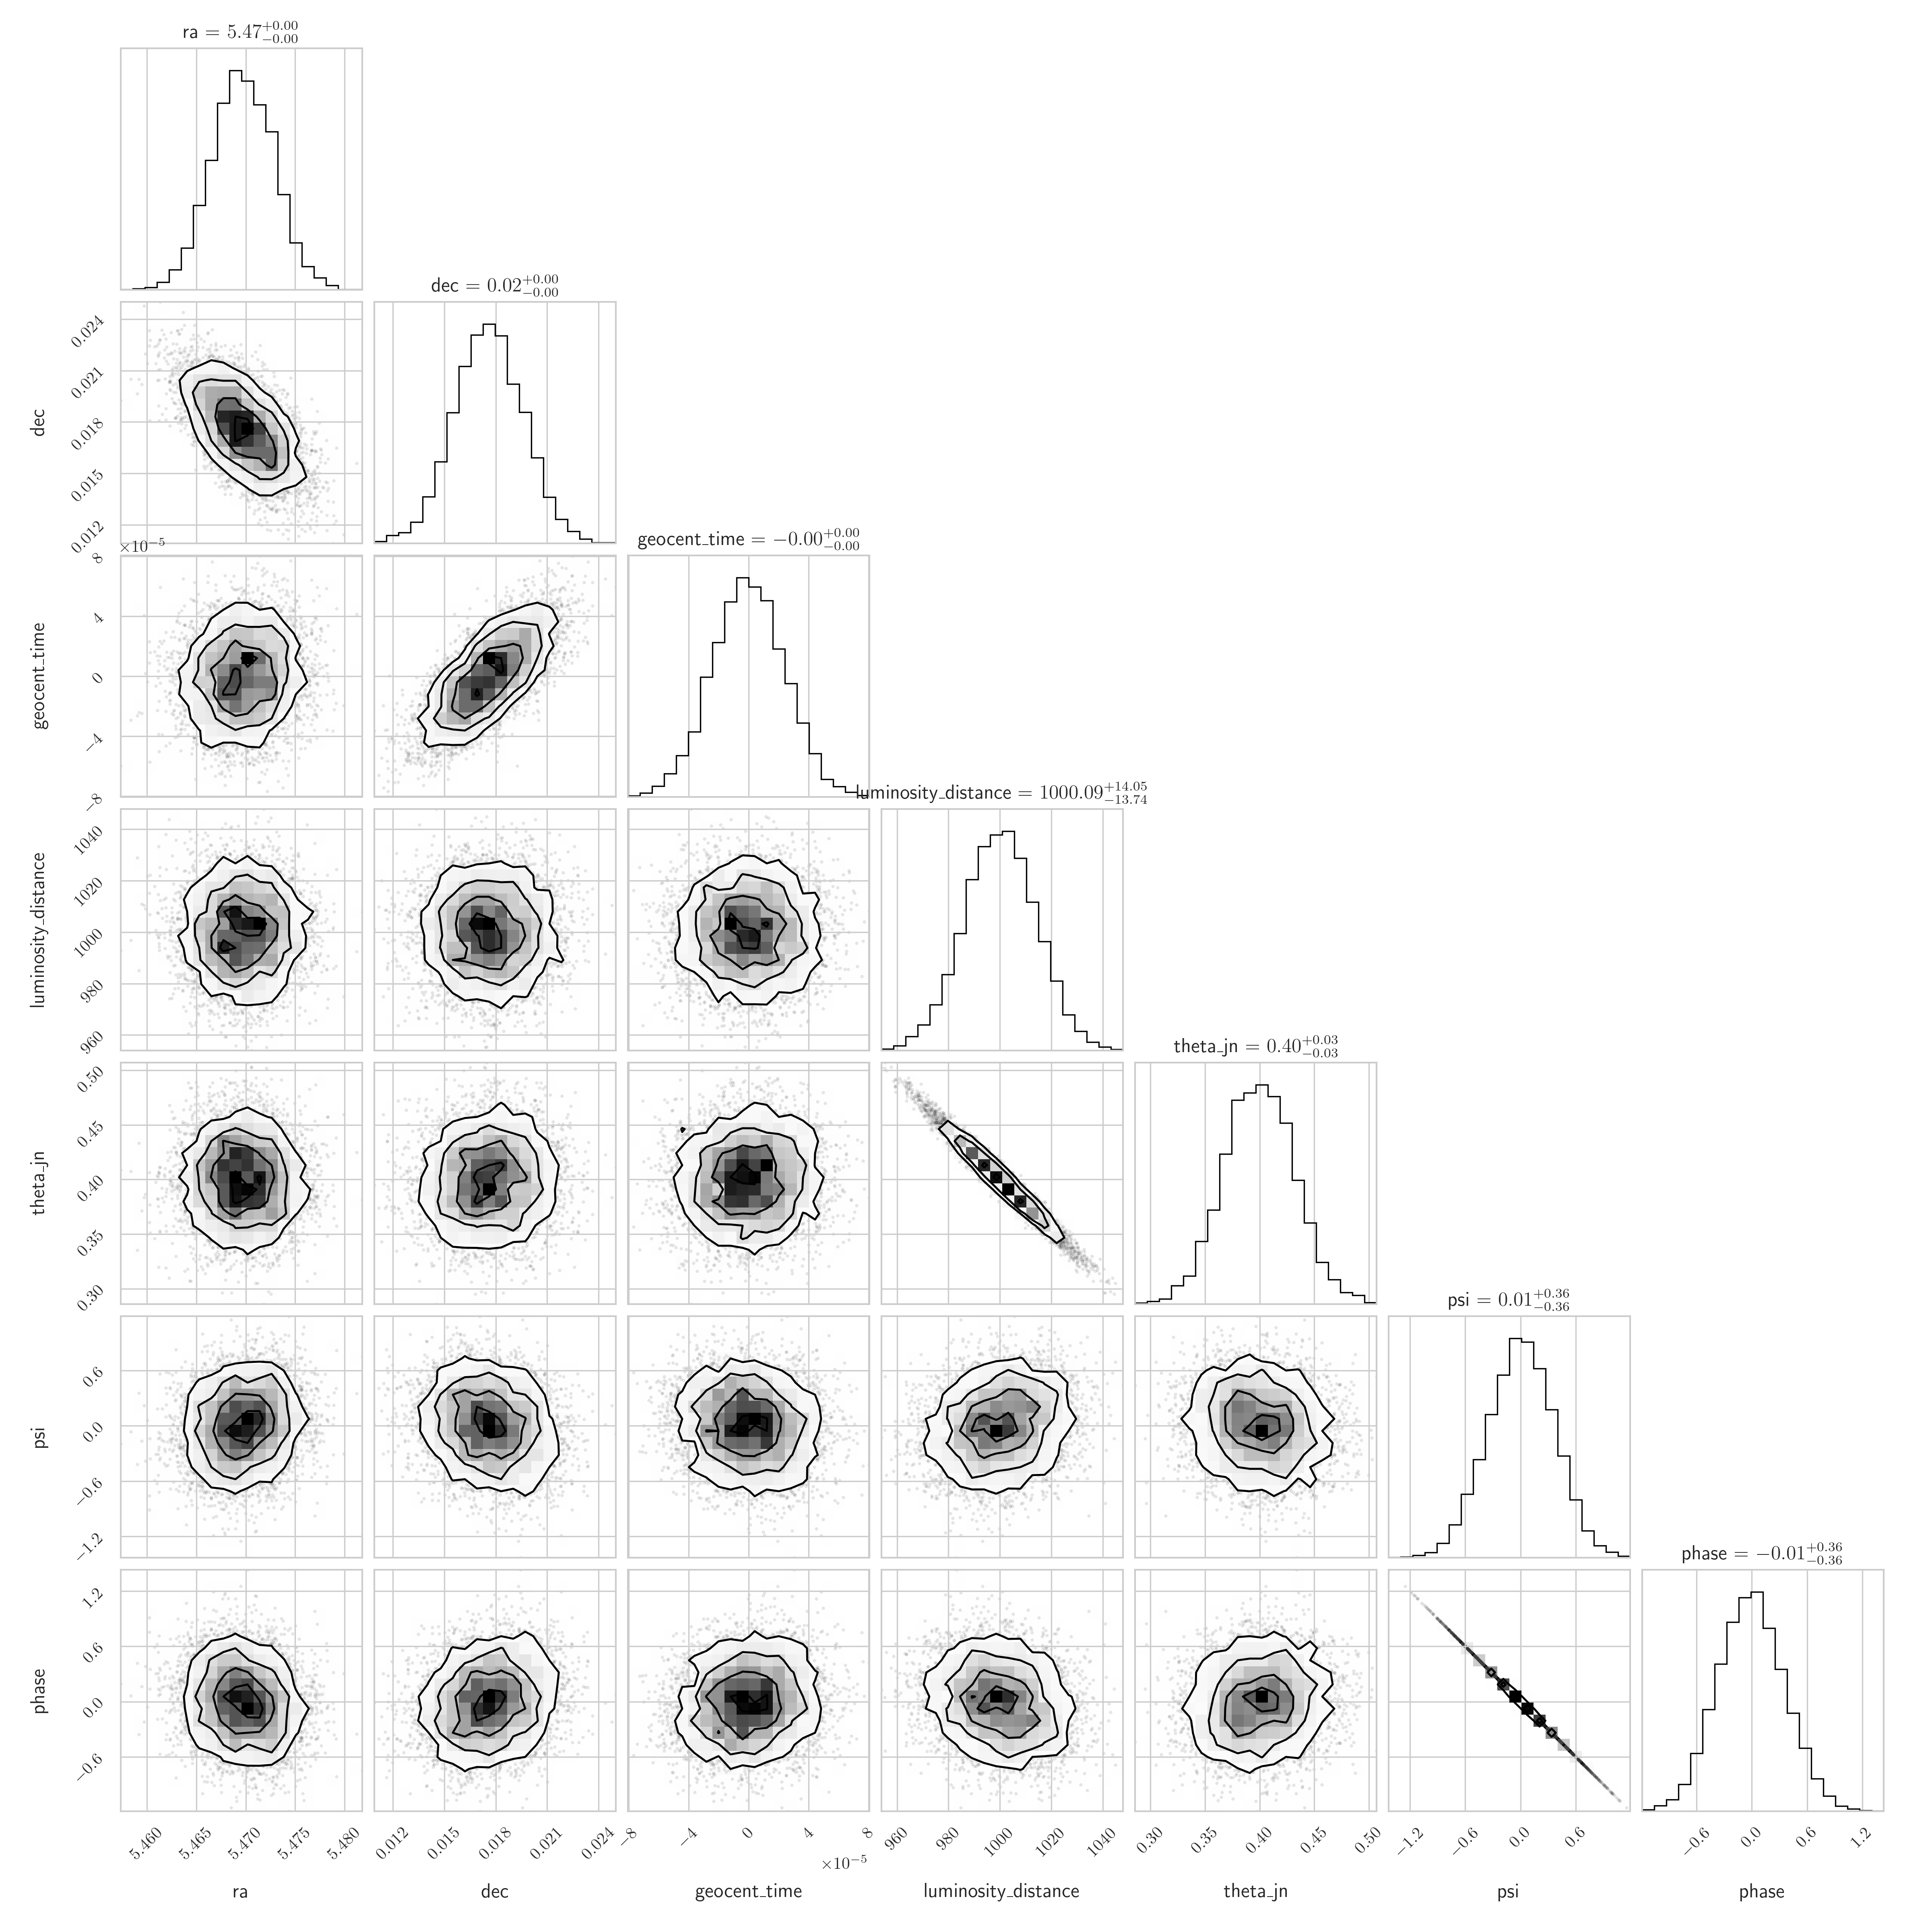 ra = 5.47+0.00−0.00
dec = 0.02+0.00−0.00
dec
0.024
0.021
0.018
0.015
0.012
geocent_time = −0.00+0.00−0.00
×10−5
geocent_time
8
4
0
−4
−8
luminosity_distance = 1000.09+14.05−13.74
luminosity_distance
1040
1020
1000
980
960
theta_jn = 0.40+0.03−0.03
theta_jn
0.50
0.45
0.40
0.35
0.30
psi = 0.01+0.36−0.36
psi
0.6
0.0
−0.6
−1.2
phase = −0.01+0.36−0.36
phase
1.2
0.6
0.0
−0.6
5.460 5.465 5.470 5.475 5.480
0.012 0.015 0.018 0.021 0.024
−8 −4 0 4 8
×10−5
960 980 1000 1020 1040
0.30 0.35 0.40 0.45 0.50
−1.2 −0.6 0.0 0.6
−0.6 0.0 0.6 1.2
ra dec geocent_time luminosity_distance theta_jn psi phase